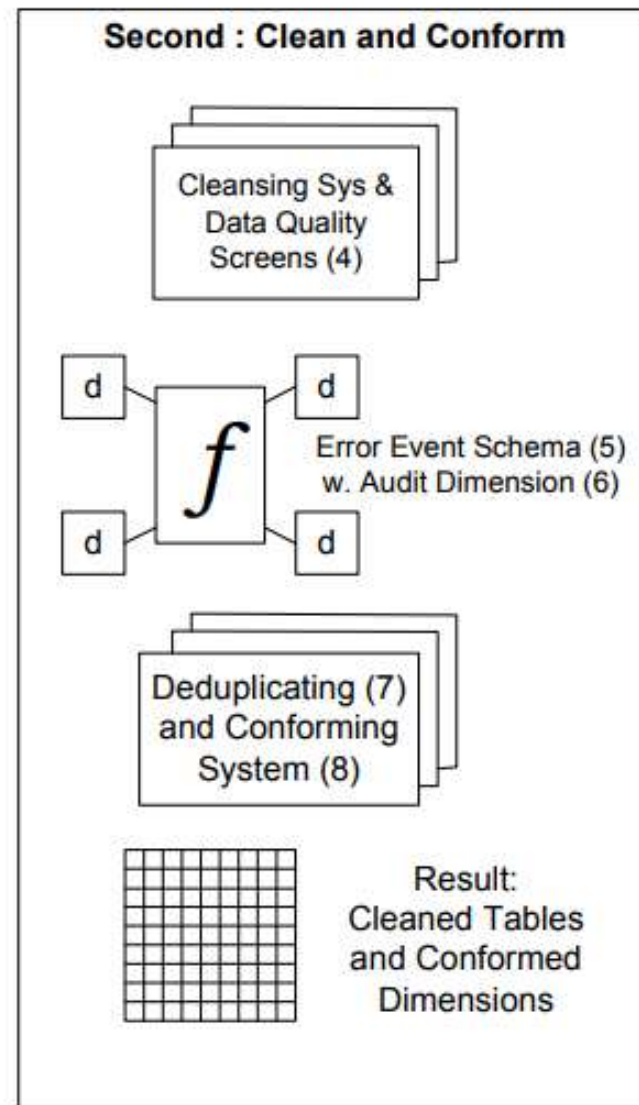 Second : Clean and Conform
Cleansing Sys &
Data Quality
Screens (4)
d
d
f
Error Event Schema (5)
w. Audit Dimension (6)
d
d
Deduplicating (7)
and Conforming
System (8)
Result:
Cleaned Tables
and Conformed
Dimensions